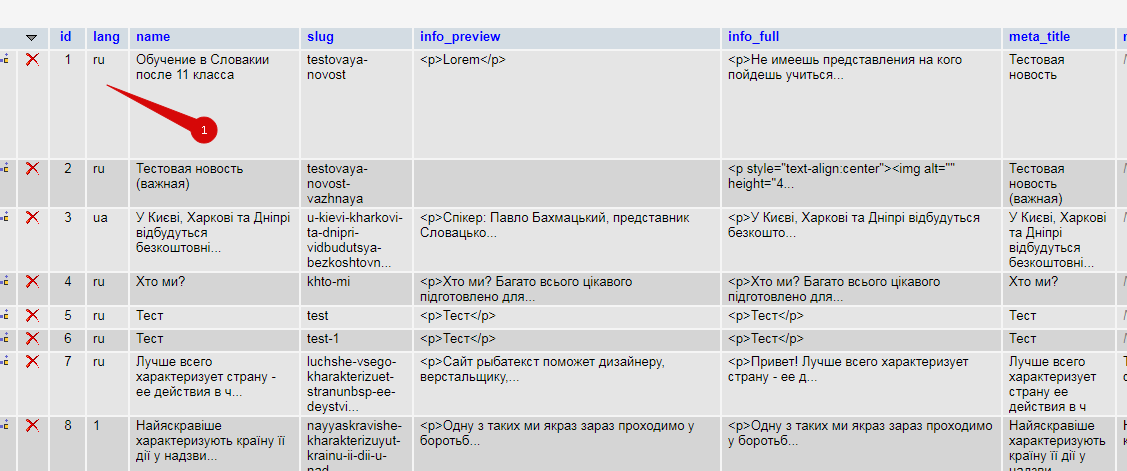 id lang name slug info_preview info_full meta_title
1 ru Обучение в Словакии testovaya- <p>Lorem</p> <p>Не имеешь представления на кого Тестовая
после 11 класса novost пойдешь учиться... новость
1
2 ru Тестовая новость testovaya- <p style="text-align:center"><img alt="" Тестовая
(важная) novost- height="4... новость
vazhnaya (важная)
3 ua У Києві, Харкові та Дніпрі u-kievi-kharkovi- <p>Спікер: Павло Бахмацький, представник <p>У Києві, Харкові та Дніпрі відбудуться У Києві, Харкові
відбудуться ta-dnipri- Словацько... безкошто... та Дніпрі
безкоштовні... vidbudutsya- відбудуться
bezkoshtovn... безкоштовні...
4 ru Хто ми? khto-mi <p>Хто ми? Багато всього цікавого <p>Хто ми? Багато всього цікавого Хто ми?
підготовлено для... підготовлено для...
5 ru Тест test <p>Тест</p> <p>Тест</p> Тест
6 ru Тест test-1 <p>Тест</p> <p>Тест</p> Тест
7 ru Лучше всего luchshe-vsego- <p>Сайт рыбатекст поможет дизайнеру, <p>Привет! Лучше всего характеризует Лучше всего
характеризует страну - kharakterizuet- верстальщику,... страну - ее д... характеризует
ее действия в ч... stranunbsp-ee- страну ее
deystvi... действия в ч
8 1 Найяскравіше nayyaskravishe- <p>Одну з таких ми якраз зараз проходимо у <p>Одну з таких ми якраз зараз проходимо Найяскравіше
характеризують країну її kharakterizuyut- боротьб... у боротьб... характеризують
дії у надзви... krainu-ii-dii-u- країну її дії у
nad надзви...